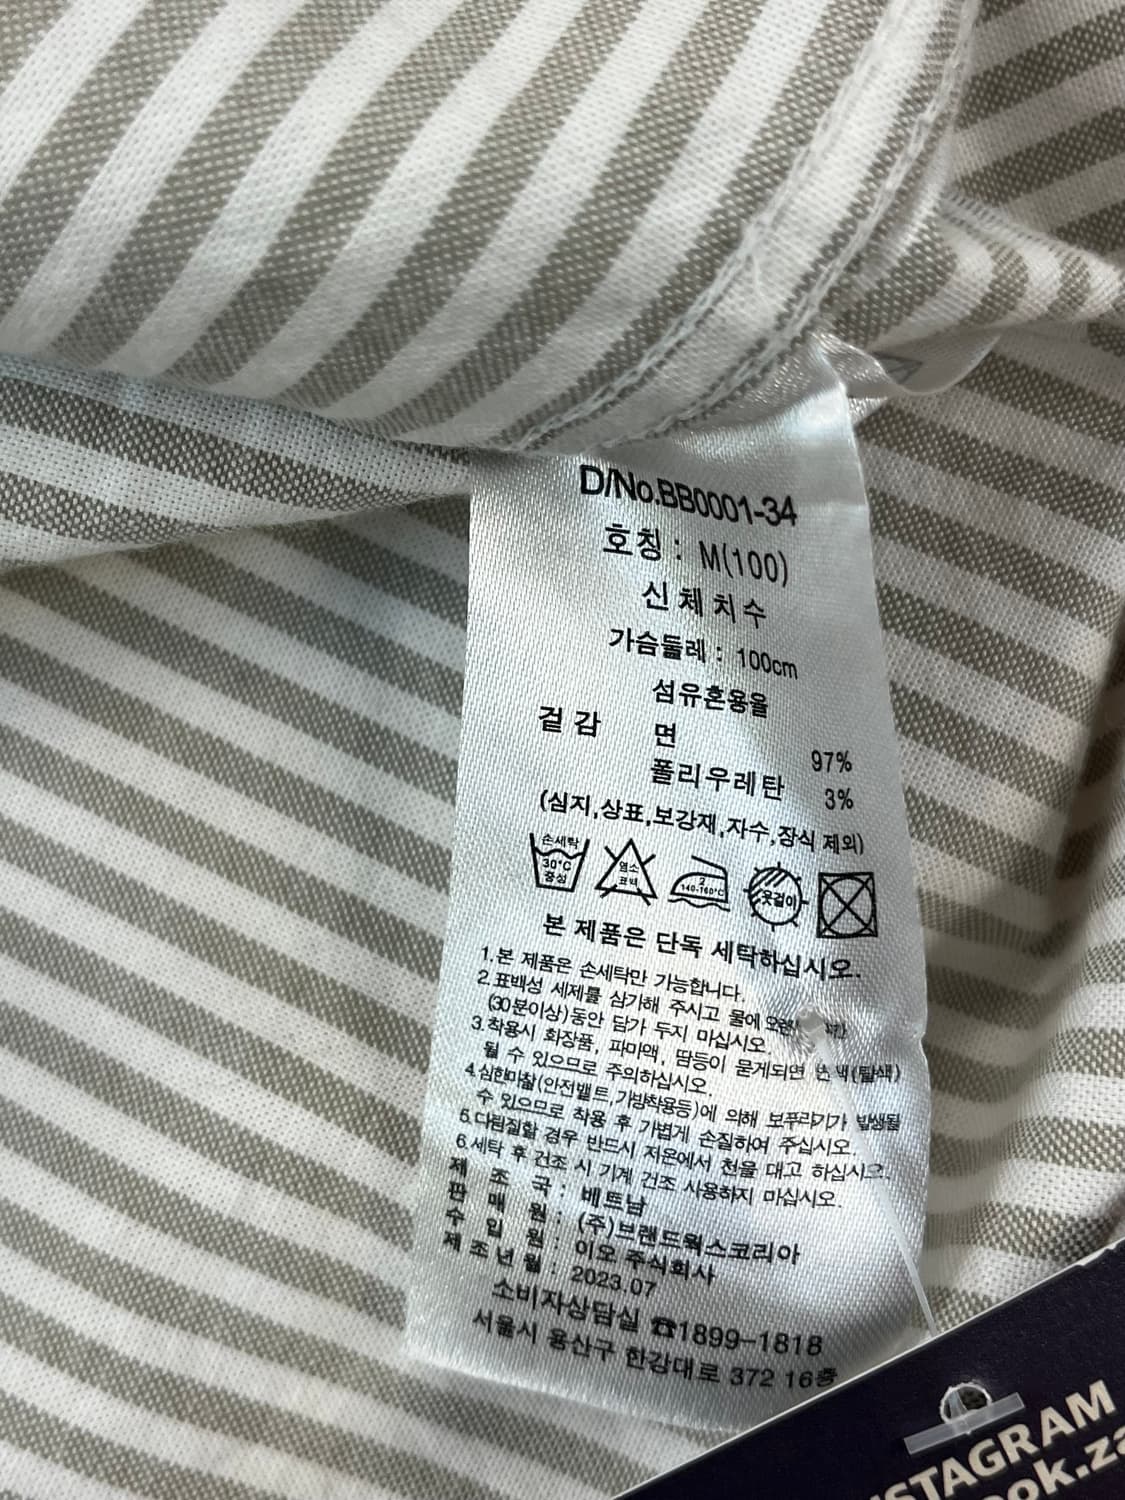 D/No.BB0001-34
호칭 : M(100)
신체치수
가슴둘레 : 100cm
섬유혼용율
겉감 면 97%
폴리우레탄 3%
(심지,상표,보강재,자수,장식 제외)
손세탁
30°C
중성
염소
표백
2
140-160°C
옷걸이
본 제품은 단독 세탁하십시오.
1.본 제품은 손세탁만 가능합니다.
2.표백성 세제를 삼가해 주시고 물에
(30분이상)동안 담가 두지 마십시오.
3.착용시 화장품, 파마액, 땀등이 묻게되면 (탈색)
될 수 있으므로 주의하십시오.
4.심한마찰(안전벨트,가방착용등)에 의해 보푸라기가 발생될
수 있으므로 착용 후 가볍게 손질하여 주십시오.
5.다림질할 경우 반드시 저온에서 천을 대고 하십시오.
6.세탁 후 건조 시 기계 건조 사용하지 마십시오.
제 조 국 : 베트남
판 매 원 : (주)브랜드웍스코리아
수 입 원 : 이오 주식회사
제조년월 : 2023.07
소비자상담실 ☎1899-1818
서울시 용산구 한강대로 372 16층
NSTAGRAM
ook.za